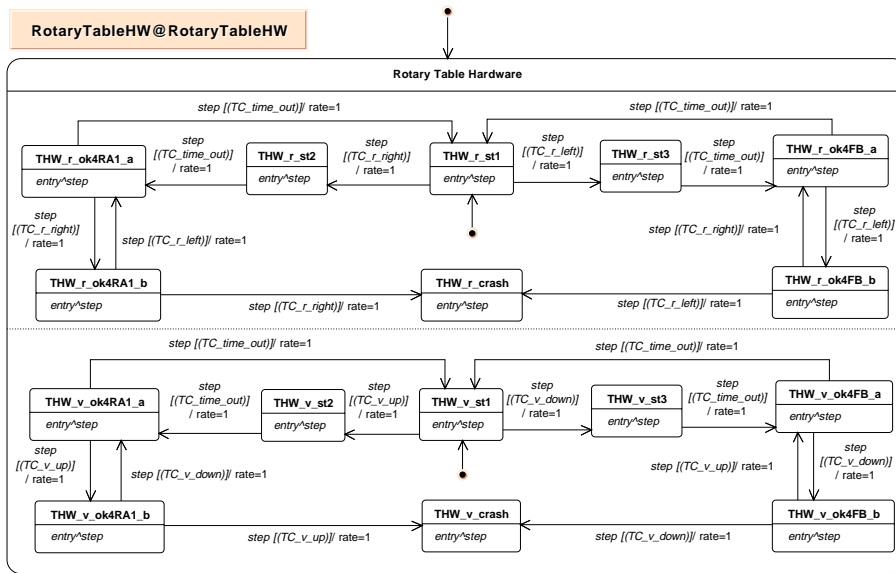 RotaryTableHW@RotaryTableHW
Rotary Table Hardware
step [(TC_time_out)]/ rate=1
step [(TC_time_out)]/ rate=1
THW_r_ok4RA1_a
entry^step
step
[(TC_time_out)]
/ rate=1
THW_r_st2
entry^step
step
[(TC_r_right)]
/ rate=1
THW_r_st1
entry^step
step
[(TC_r_left)]
/ rate=1
THW_r_st3
entry^step
step
[(TC_time_out)]
/ rate=1
THW_r_ok4FB_a
entry^step
step
[(TC_r_right)]
/ rate=1
step [(TC_r_left)]/ rate=1
step [(TC_r_right)]/ rate=1
step
[(TC_r_left)]
/ rate=1
THW_r_ok4RA1_b
entry^step
step [(TC_r_right)]/ rate=1
THW_r_crash
entry^step
step [(TC_r_left)]/ rate=1
THW_r_ok4FB_b
entry^step
step [(TC_time_out)]/ rate=1
step [(TC_time_out)]/ rate=1
THW_v_ok4RA1_a
entry^step
step
[(TC_time_out)]
/ rate=1
THW_v_st2
entry^step
step
[(TC_v_up)]
/ rate=1
THW_v_st1
entry^step
step
[(TC_v_down)]
/ rate=1
THW_v_st3
entry^step
step
[(TC_time_out)]
/ rate=1
THW_v_ok4FB_a
entry^step
step
[(TC_v_up)]
/ rate=1
step [(TC_v_down)]/ rate=1
step [(TC_v_up)]/ rate=1
step
[(TC_v_down)]
/ rate=1
THW_v_ok4RA1_b
entry^step
step [(TC_v_up)]/ rate=1
THW_v_crash
entry^step
step [(TC_v_down)]/ rate=1
THW_v_ok4FB_b
entry^step